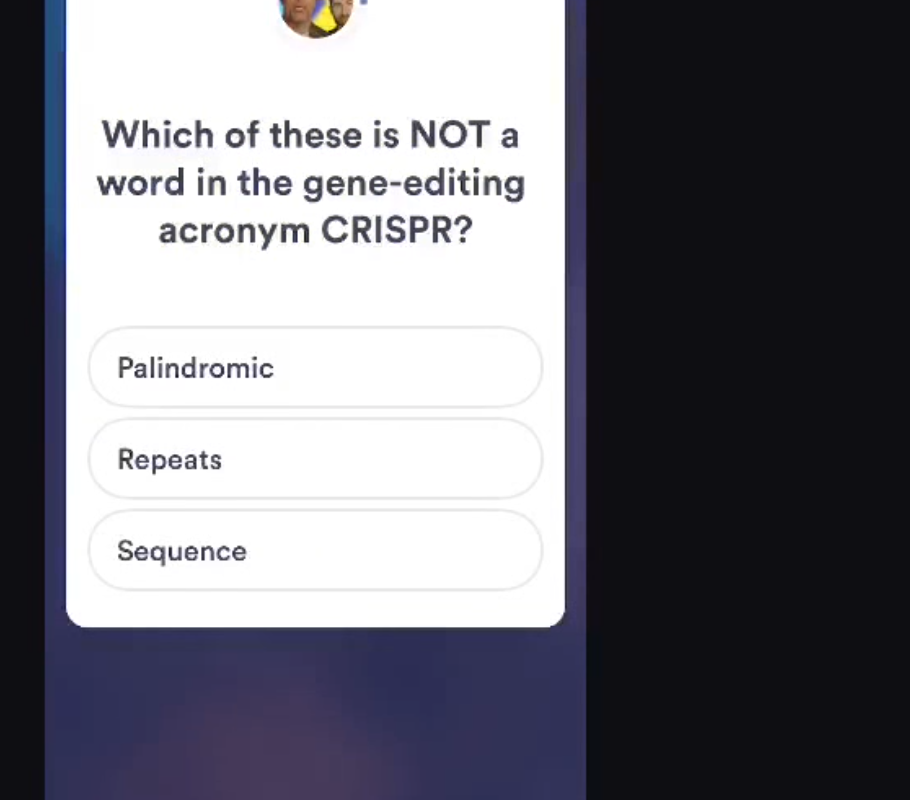 Which of these is NOT a
word in the gene-editing
acronym CRISPR?
Palindromic
Repeats
Sequence